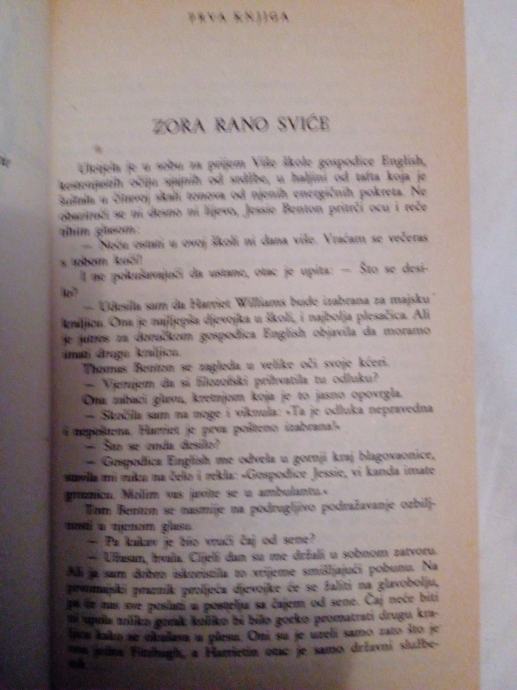 PRVA KNJIGA
ZORA RANO SVIĆE
Uletjela je u sobu za prijem Više škole gospođice English,
kestenjastih očiju sjajnih od srdžbe, u haljini od tafta koja je
šuštala u čitavoj skali tonova od njenih energičnih pokreta. Ne
obazirući se ni desno ni lijevo, Jessie Benton pritrči ocu i reče
tihim glasom:
— Neću ostati u ovoj školi ni dana više. Vraćam se večeras
s tobom kući!
I ne pokušavajući da ustane, otac je upita: — Što se desi-
lo?
— Udesila sam da Harriet Williams bude izabrana za majsku
kraljicu. Ona je najljepša djevojka u školi, i najbolja plesačica. Ali
je jutros za doručkom gospođica English objavila da moramo
imati drugu kraljicu.
Thomas Benton se zagleda u velike oči svoje kćeri.
— Vjerujem da si filozofski prihvatila tu odluku?
Ona zabaci glavu, kretnjom koja je to jasno opovrgla.
— Skočila sam na noge i viknula: »Ta je odluka nepravedna
i nepoštena. Harriet je prva pošteno izabrana!«
— Što se onda desilo?
— Gospođica English me odvela u gornji kraj blagovaonice,
stavila mi ruku na čelo i rekla: »Gospođice Jessie, vi kanda imate
groznicu. Molim vas javite se u ambulantu.«
Tom Benton se nasmije na podrugljivo podražavanje ozbilj-
nosti u njenom glasu.
— Pa kakav je bio vrući čaj od sene?
— Užasan, hvala. Cijeli dan su me držali u sobnom zatvoru.
Ali ja sam dobro iskoristila to vrijeme smišljajući pobunu. Na
prvomajski praznik proljeća djevojke će se žaliti na glavobolju,
pa će nas sve poslati u postelju sa čajem od sene. Čaj neće biti
ni upola toliko gorak koliko bi bilo gorko promatrati drugu kra-
ljicu kako se okušava u plesu. Oni su je uzeli samo zato što je
ona jedna Fitzhugh, a Harrietin otac je samo državni službe-
nik.